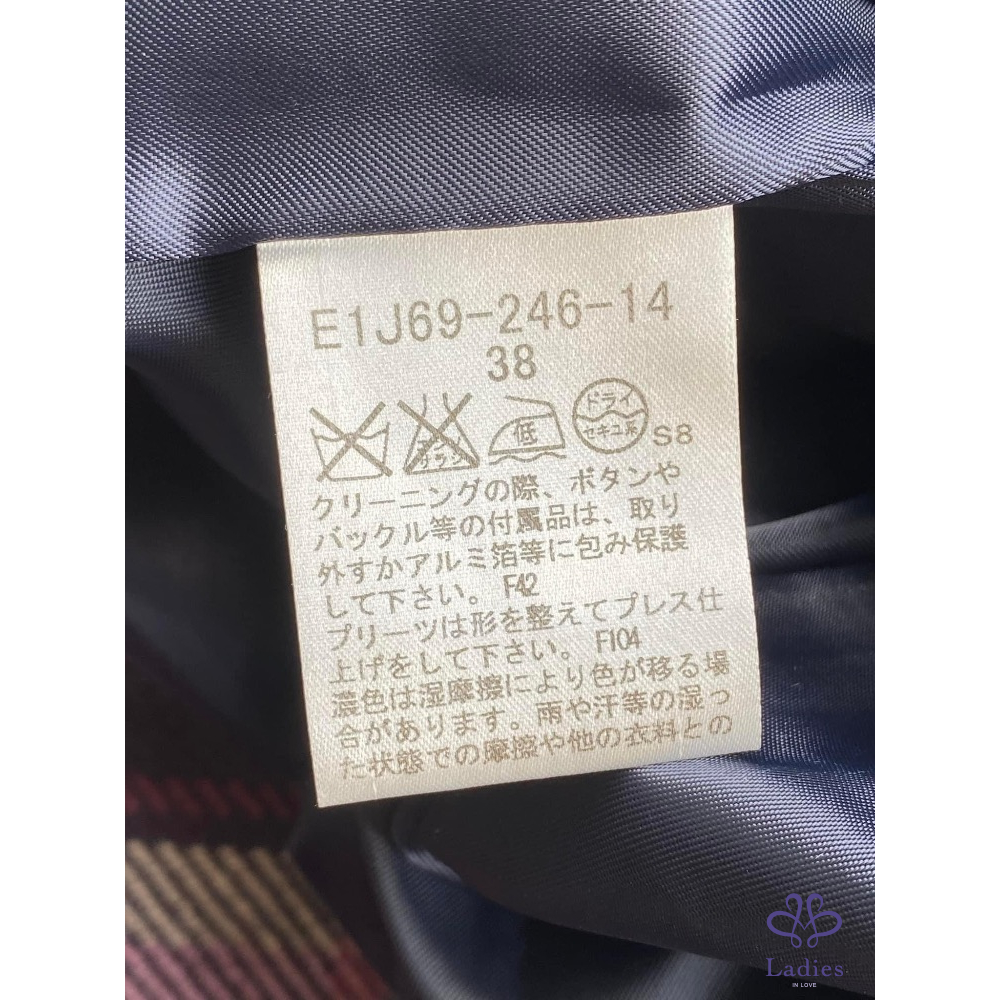 E1J69-246-14
38
エンソ
サラシ
低
ドライ
セキユ系
S8
クリーニングの際、ボタンや
バックル等の付属品は、取り
外すかアルミ箔等に包み保護
して下さい。 F42
プリーツは形を整えてプレス仕
上げをして下さい。 F104
濃色は湿摩擦により色が移る場
合があります。雨や汗等の湿っ
た状態での摩擦や他の衣料との
Ladies
IN LOVE